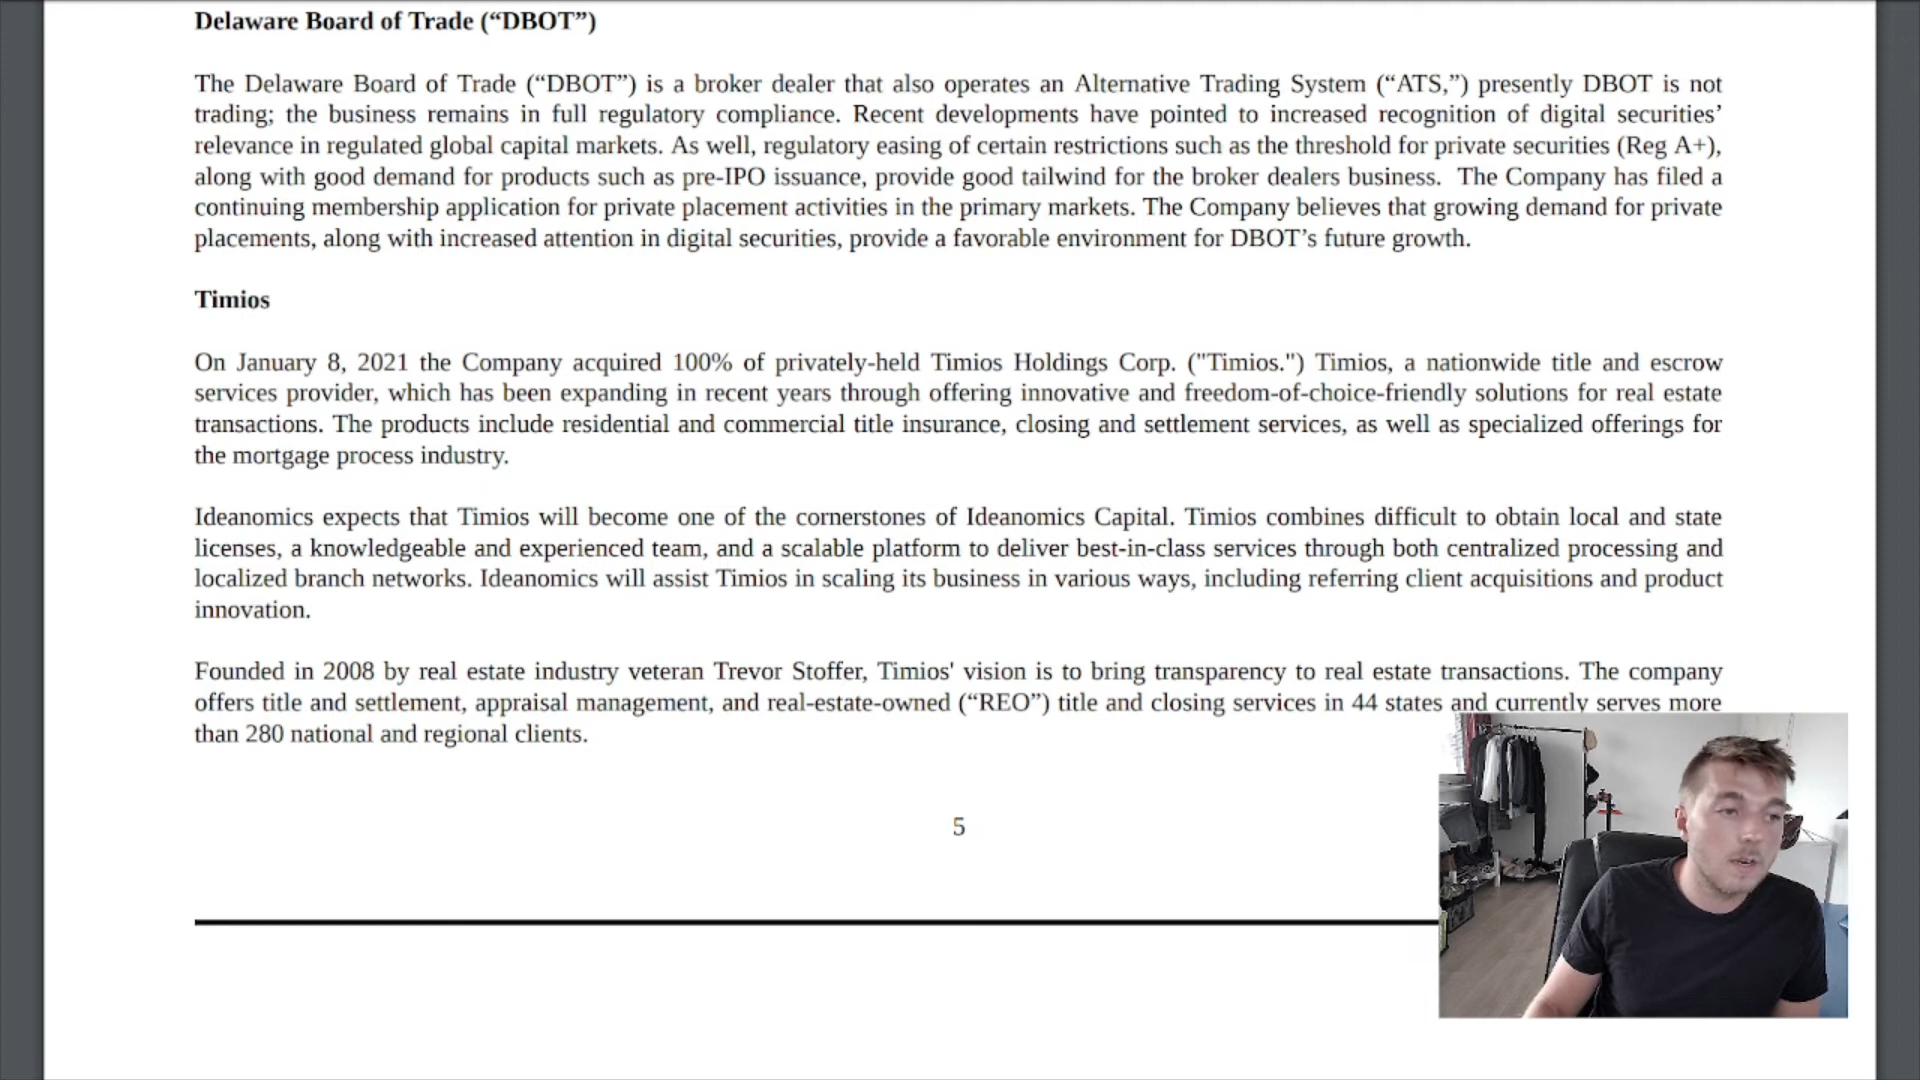 Delaware Board of Trade (“DBOT”)
The Delaware Board of Trade (“DBOT”) is a broker dealer that also operates an Alternative Trading System (“ATS,”) presently DBOT is not
trading; the business remains in full regulatory compliance. Recent developments have pointed to increased recognition of digital securities’
relevance in regulated global capital markets. As well, regulatory easing of certain restrictions such as the threshold for private securities (Reg A+),
along with good demand for products such as pre-IPO issuance, provide good tailwind for the broker dealers business.  The Company has filed a
continuing membership application for private placement activities in the primary markets. The Company believes that growing demand for private
placements, along with increased attention in digital securities, provide a favorable environment for DBOT’s future growth.
Timios
On January 8, 2021 the Company acquired 100% of privately-held Timios Holdings Corp. ("Timios.") Timios, a nationwide title and escrow
services provider, which has been expanding in recent years through offering innovative and freedom-of-choice-friendly solutions for real estate
transactions. The products include residential and commercial title insurance, closing and settlement services, as well as specialized offerings for
the mortgage process industry.
Ideanomics expects that Timios will become one of the cornerstones of Ideanomics Capital. Timios combines difficult to obtain local and state
licenses, a knowledgeable and experienced team, and a scalable platform to deliver best-in-class services through both centralized processing and
localized branch networks. Ideanomics will assist Timios in scaling its business in various ways, including referring client acquisitions and product
innovation.
Founded in 2008 by real estate industry veteran Trevor Stoffer, Timios' vision is to bring transparency to real estate transactions. The company
offers title and settlement, appraisal management, and real-estate-owned (“REO”) title and closing services in 44 states and currently serves more
than 280 national and regional clients.
5